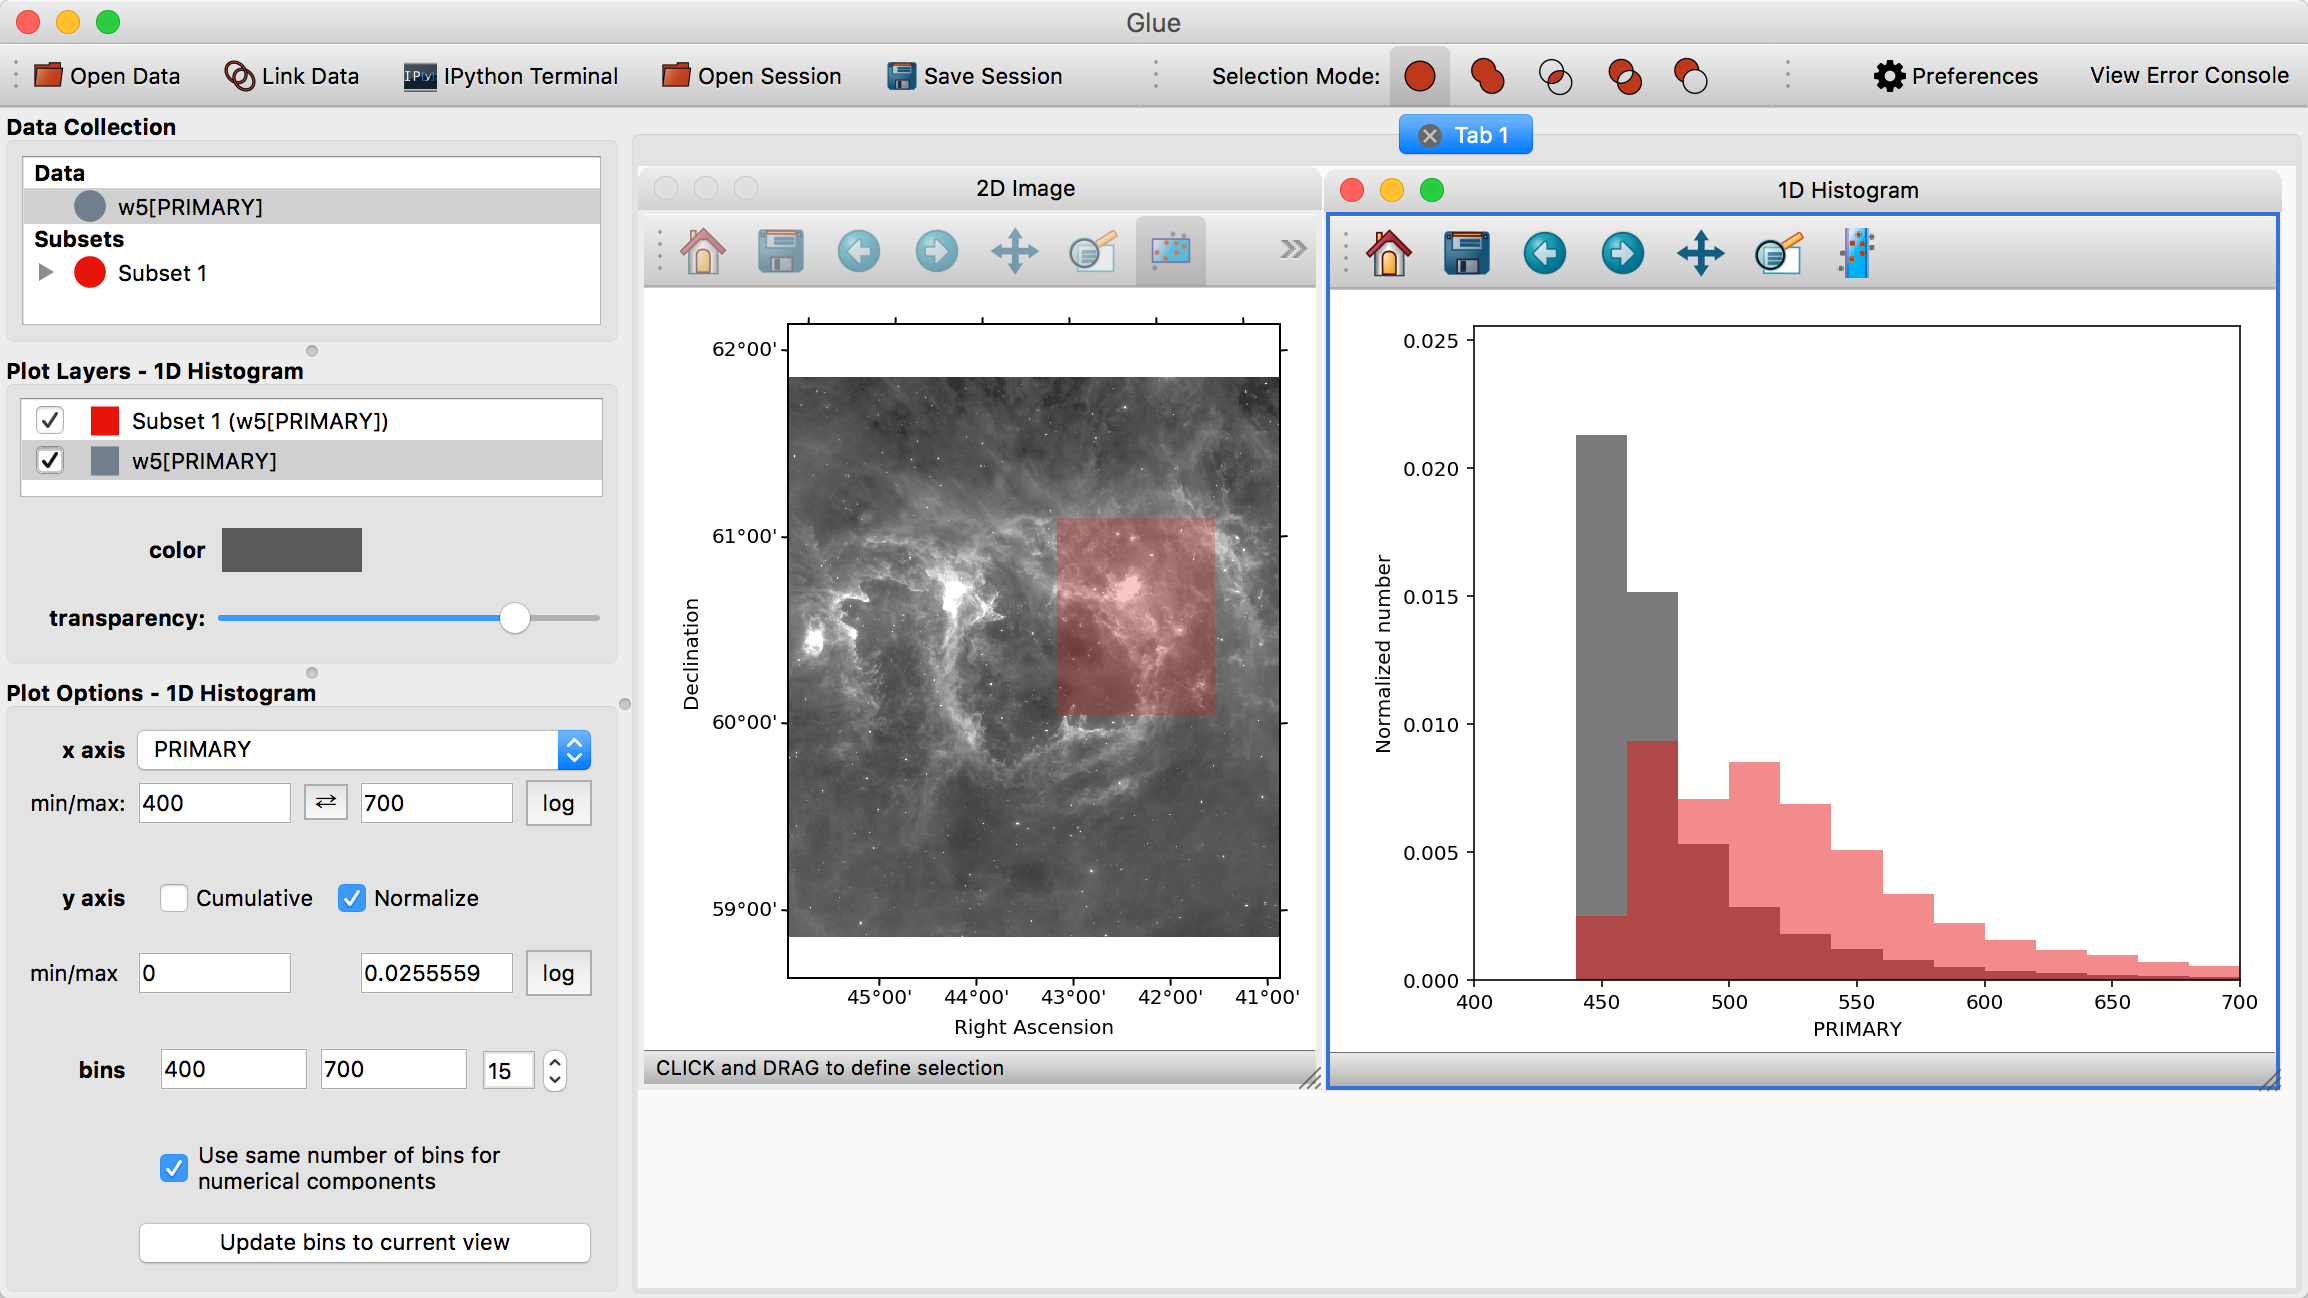 Glue
Open Data
Link Data
IP[y]
IPython Terminal
Open Session
Save Session
Selection Mode:
Preferences
View Error Console
Data Collection
Data
w5[PRIMARY]
Subsets
Subset 1
Plot Layers - 1D Histogram
Subset 1 (w5[PRIMARY])
w5[PRIMARY]
color
transparency:
Plot Options - 1D Histogram
x axis
PRIMARY
min/max:
400
700
log
y axis
Cumulative
Normalize
min/max
0
0.0255559
log
bins
400
700
15
Use same number of bins for
numerical components
Update bins to current view
Tab 1
2D Image
62°00'
61°00'
60°00'
59°00'
Declination
45°00'
44°00'
43°00'
42°00'
41°00'
Right Ascension
CLICK and DRAG to define selection
1D Histogram
0.025
0.020
0.015
0.010
0.005
0.000
Normalized number
400
450
500
550
600
650
700
PRIMARY